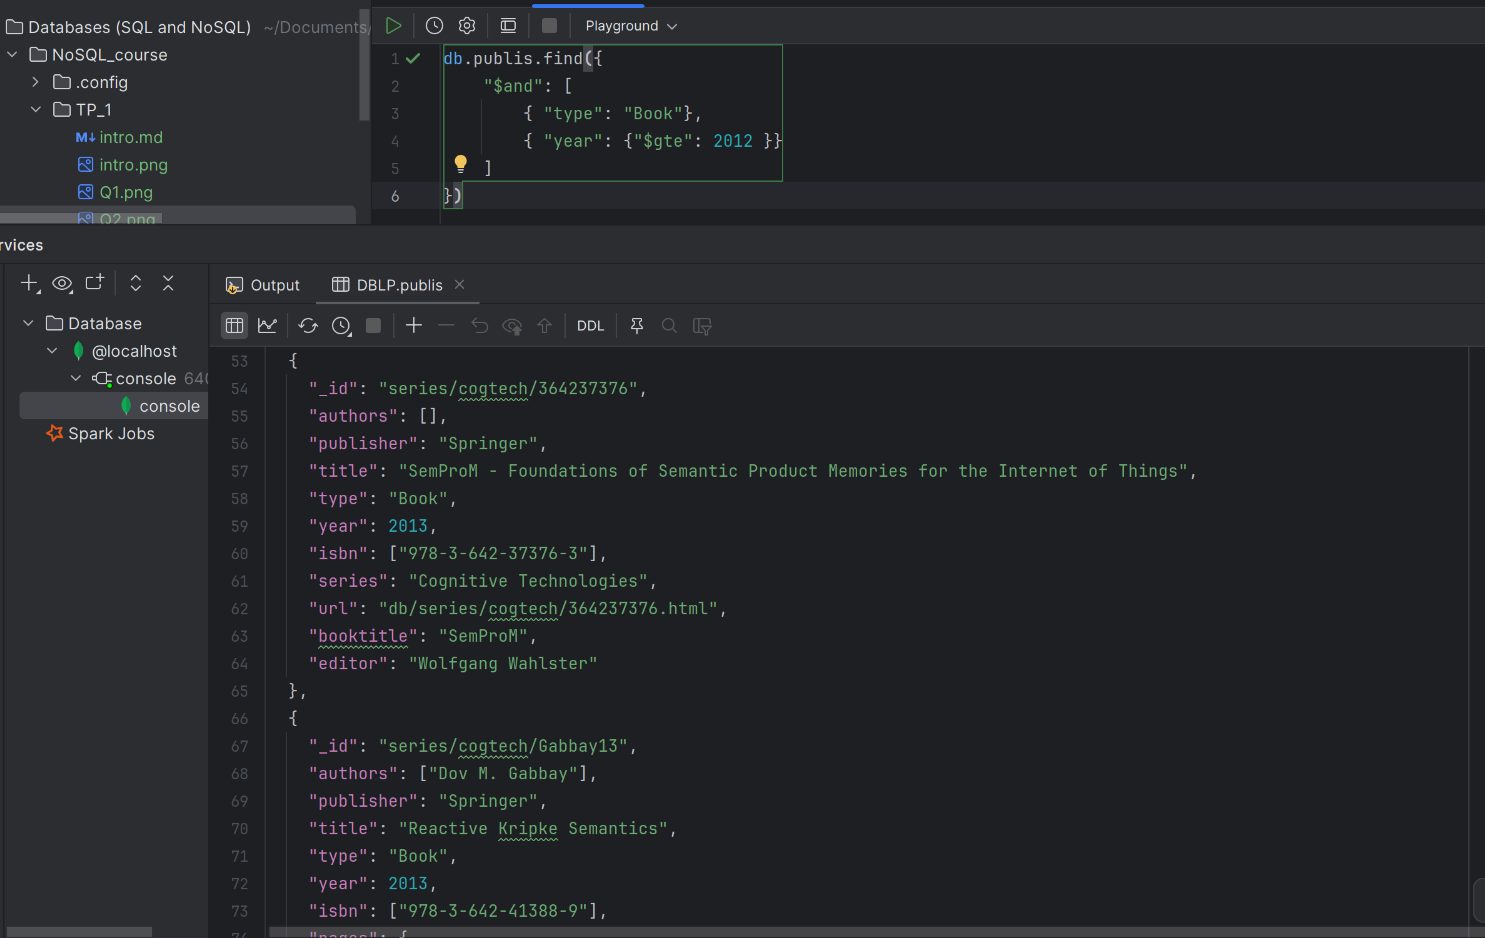 Databases (SQL and NoSQL) ~/Documents/
NoSQL_course
.config
TP_1
M↓ intro.md
intro.png
Q1.png
Q2.png
Playground
1 db.publis.find({
2 "$and": [
3 { "type": "Book"},
4 { "year": {"$gte": 2012 }}
5 ]
6 })
rvices
Database
@localhost
console 640
console
Spark Jobs
Output DBLP.publis
DDL
53 {
54 "_id": "series/cogtech/364237376",
55 "authors": [],
56 "publisher": "Springer",
57 "title": "SemProM - Foundations of Semantic Product Memories for the Internet of Things",
58 "type": "Book",
59 "year": 2013,
60 "isbn": ["978-3-642-37376-3"],
61 "series": "Cognitive Technologies",
62 "url": "db/series/cogtech/364237376.html",
63 "booktitle": "SemProM",
64 "editor": "Wolfgang Wahlster"
65 },
66 {
67 "_id": "series/cogtech/Gabbay13",
68 "authors": ["Dov M. Gabbay"],
69 "publisher": "Springer",
70 "title": "Reactive Kripke Semantics",
71 "type": "Book",
72 "year": 2013,
73 "isbn": ["978-3-642-41388-9"],
74 "pages": {